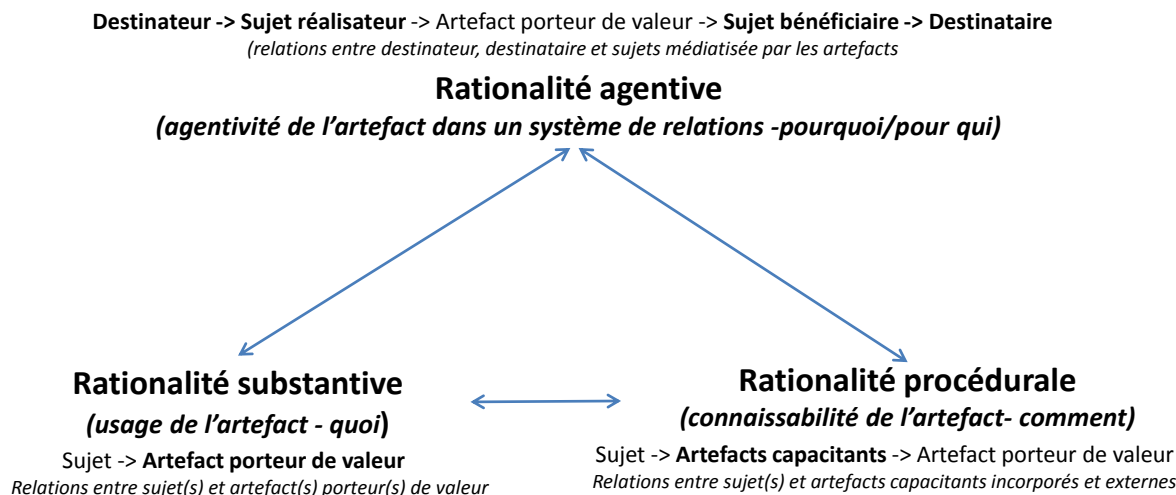 Destinateur -> Sujet réalisateur -> Artefact porteur de valeur -> Sujet bénéficiaire -> Destinataire
(relations entre destinateur, destinataire et sujets médiatisée par les artefacts
Rationalité agentive
(agentivité de l'artefact dans un système de relations -pourquoi/pour qui)
Rationalité substantive
(usage de l'artefact - quoi)
Sujet -> Artefact porteur de valeur
Relations entre sujet(s) et artefact(s) porteur(s) de valeur
Rationalité procédurale
(connaissabilité de l'artefact- comment)
Sujet -> Artefacts capacitants -> Artefact porteur de valeur
Relations entre sujet(s) et artefacts capacitants incorporés et externes